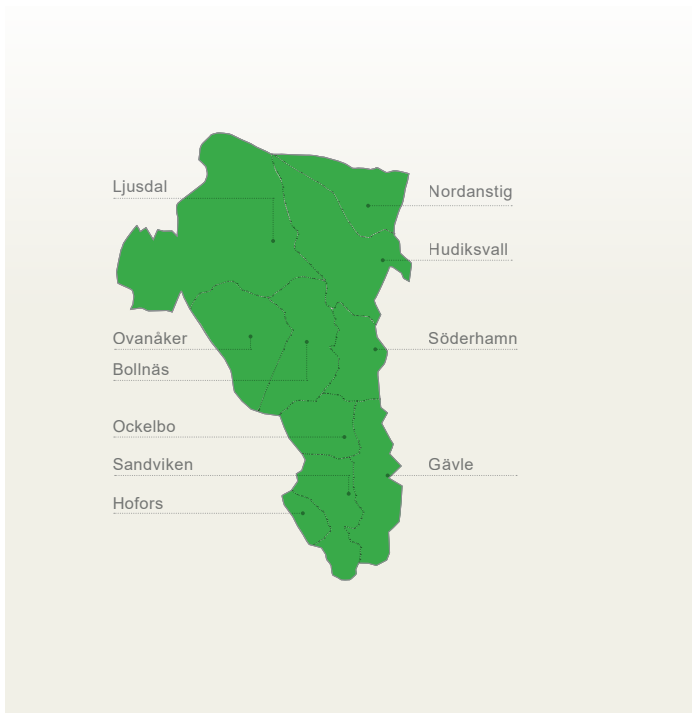 Ljusdal
Nordanstig
Hudiksvall
Ovanåker
Söderhamn
Bollnäs
Ockelbo
Sandviken
Gävle
Hofors